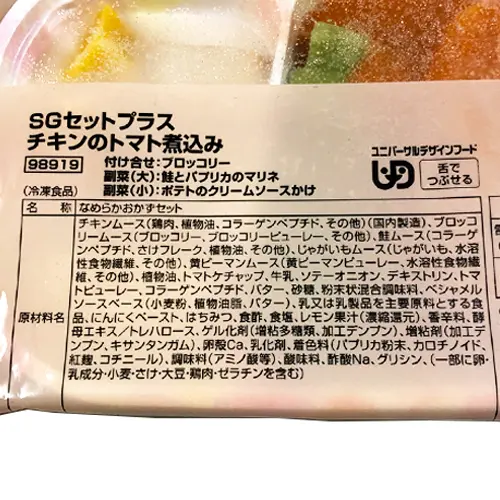 SGセットプラス
チキンのトマト煮込み
98919 付け合せ：ブロッコリー
副菜（大）：鮭とパプリカのマリネ
（冷凍食品） 副菜（小）：ポテトのクリームソースかけ
ユニバーサルデザインフード
UDF 舌でつぶせる
名 称 なめらかおかずセット
原材料名
チキンムース（鶏肉、植物油、コラーゲンペプチド、その他）（国内製造）、ブロッコ
リームース（ブロッコリー、ブロッコリーピューレー、その他）、鮭ムース（コラーゲ
ンペプチド、さけフレーク、植物油、その他）、じゃがいもムース（じゃがいも、水溶
性食物繊維、その他）、黄ピーマンムース（黄ピーマンピューレー、水溶性食物繊
維、その他）、植物油、トマトケチャップ、牛乳、ソテーオニオン、デキストリン、トマ
トピューレー、コラーゲンペプチド、バター、砂糖、粉末状混合調味料、ベシャメル
ソースベース（小麦粉、植物油脂、バター）、乳又は乳製品を主要原料とする食
品、にんにくペースト、はちみつ、食酢、食塩、レモン果汁（濃縮還元）、香辛料、酵
母エキス／トレハロース、ゲル化剤（増粘多糖類、加工デンプン）、増粘剤（加工デ
ンプン、キサンタンガム）、卵殻Ca、乳化剤、着色料（パプリカ粉末、カロチノイド、
紅麹、コチニール）、調味料（アミノ酸等）、酸味料、酢酸Na、グリシン、（一部に卵・
乳成分・小麦・さけ・大豆・鶏肉・ゼラチンを含む）